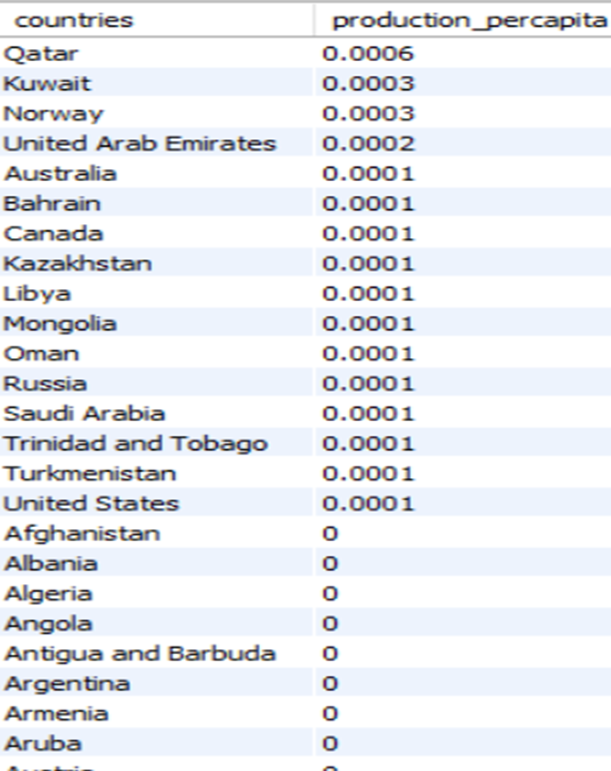 countries production_percapita
Qatar 0.0006
Kuwait 0.0003
Norway 0.0003
United Arab Emirates 0.0002
Australia 0.0001
Bahrain 0.0001
Canada 0.0001
Kazakhstan 0.0001
Libya 0.0001
Mongolia 0.0001
Oman 0.0001
Russia 0.0001
Saudi Arabia 0.0001
Trinidad and Tobago 0.0001
Turkmenistan 0.0001
United States 0.0001
Afghanistan 0
Albania 0
Algeria 0
Angola 0
Antigua and Barbuda 0
Argentina 0
Armenia 0
Aruba 0